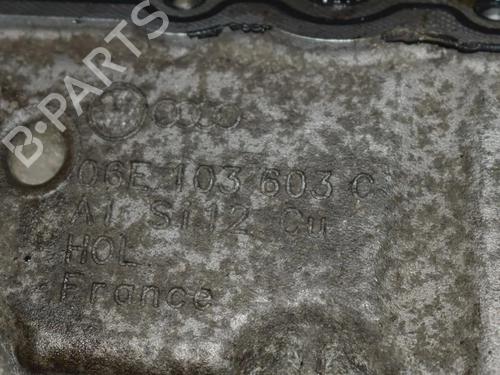 B-PARTS
06E 103 603 C
Al Si12 Cu
HOL
France